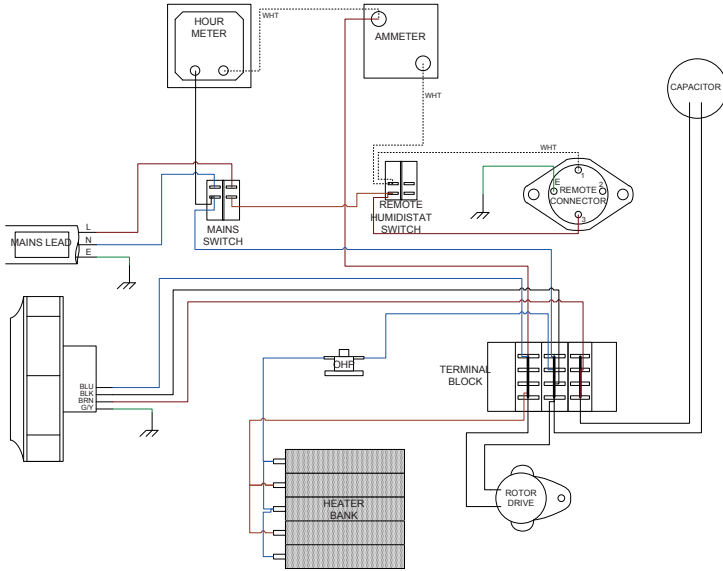 HOUR
METER
WHT
AMMETER
WHT
CAPACITOR
WHT
E
1
2
REMOTE
CONNECTOR
3
REMOTE
HUMIDISTAT
SWITCH
MAINS
SWITCH
L
MAINS LEAD
N
E
OHP
TERMINAL
BLOCK
BLU
BLK
BRN
G/Y
HEATER
BANK
ROTOR
DRIVE